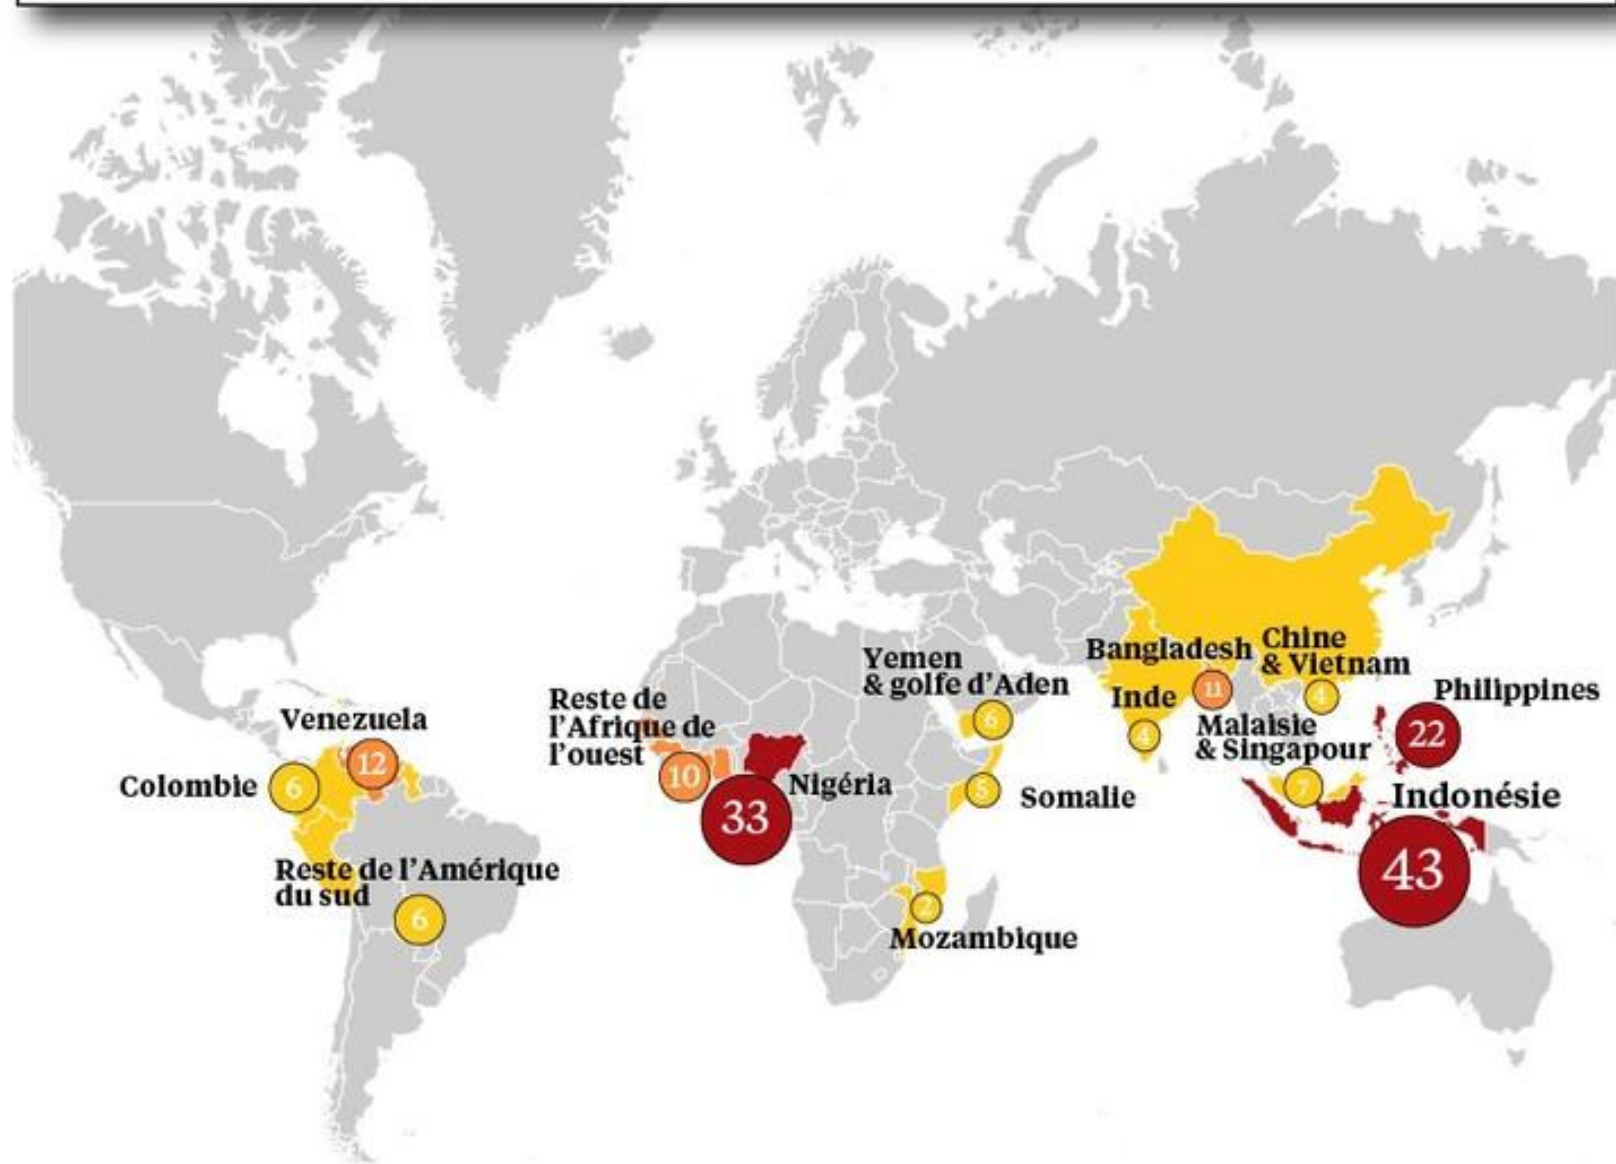 Venezuela
12
Colombie
6
Reste de l'Amérique
du sud
6
Reste de
l'Afrique de
l'ouest
10
33
Nigéria
Yemen
& golfe d'Aden
6
5
Somalie
2
Mozambique
Bangladesh
11
Inde
4
Chine
& Vietnam
4
Malaisie
& Singapour
7
Philippines
22
Indonésie
43